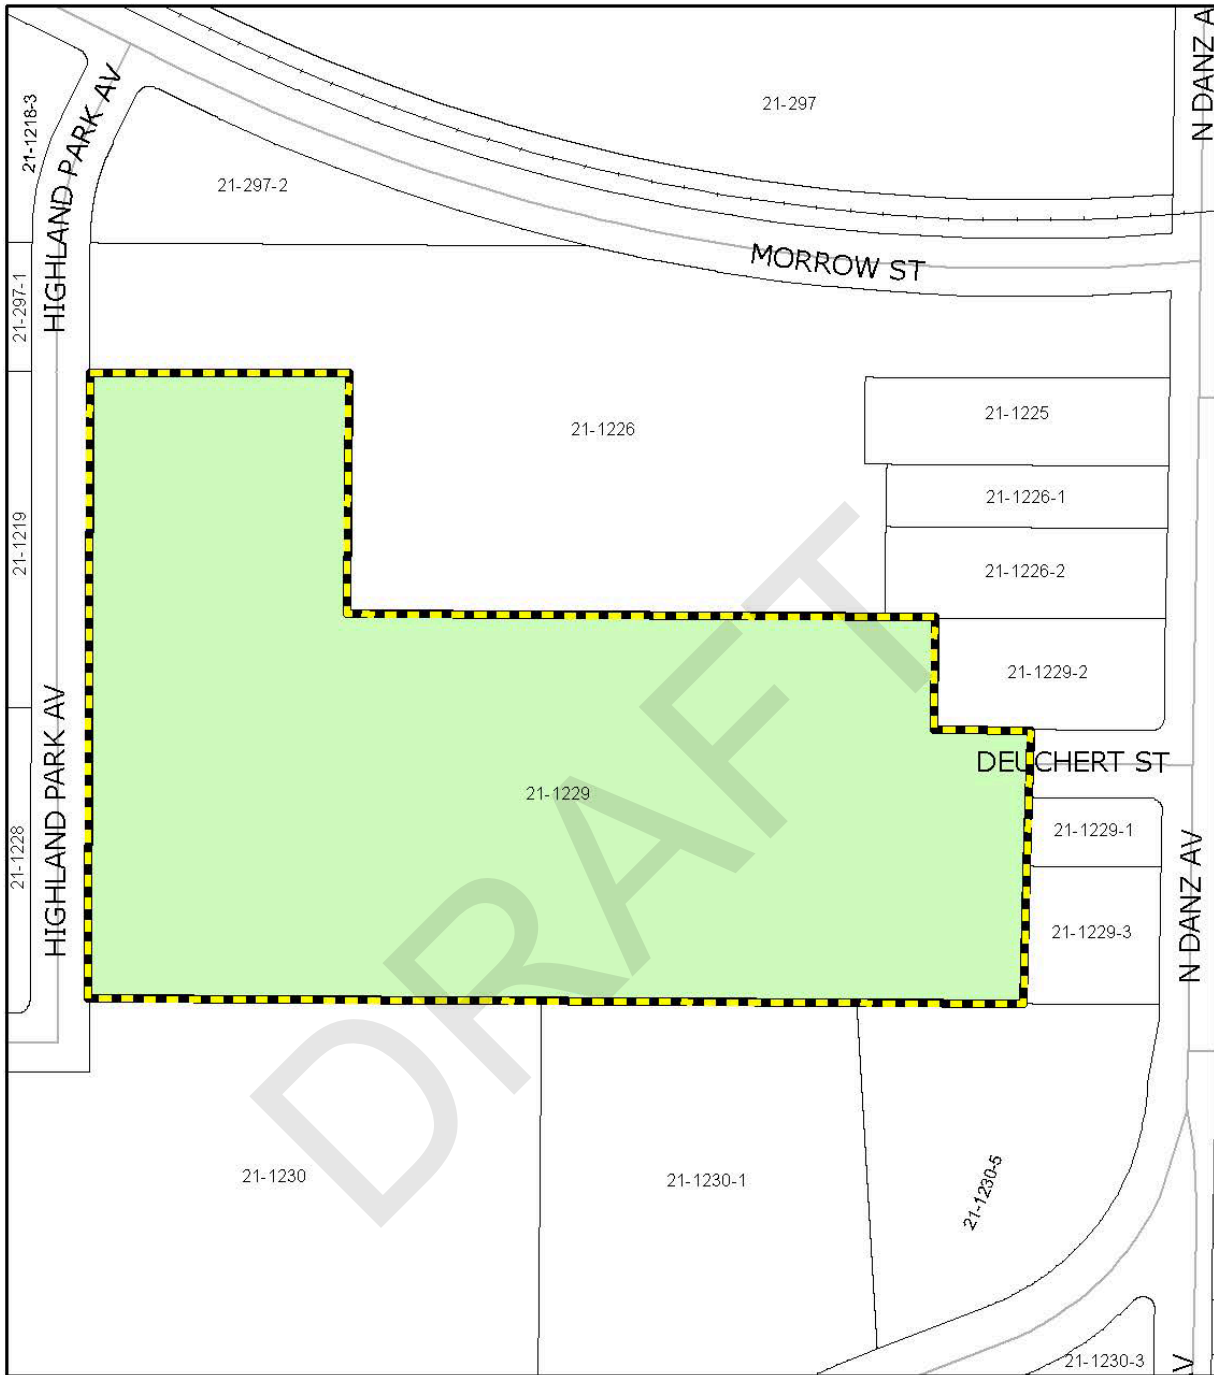 N DANZ A
21-297
21-1218-3
HIGHLAND PARK AV
21-297-2
MORROW ST
21-297-1
21-1225
21-1226
21-1226-1
21-1219
21-1226-2
21-1229-2
HIGHLAND PARK AV
DEUCHERT ST
21-1229
21-1229-1
21-1228
N DANZ AV
21-1229-3
DRAFT
21-1230
21-1230-1
21-1230-5
21-1230-3
V